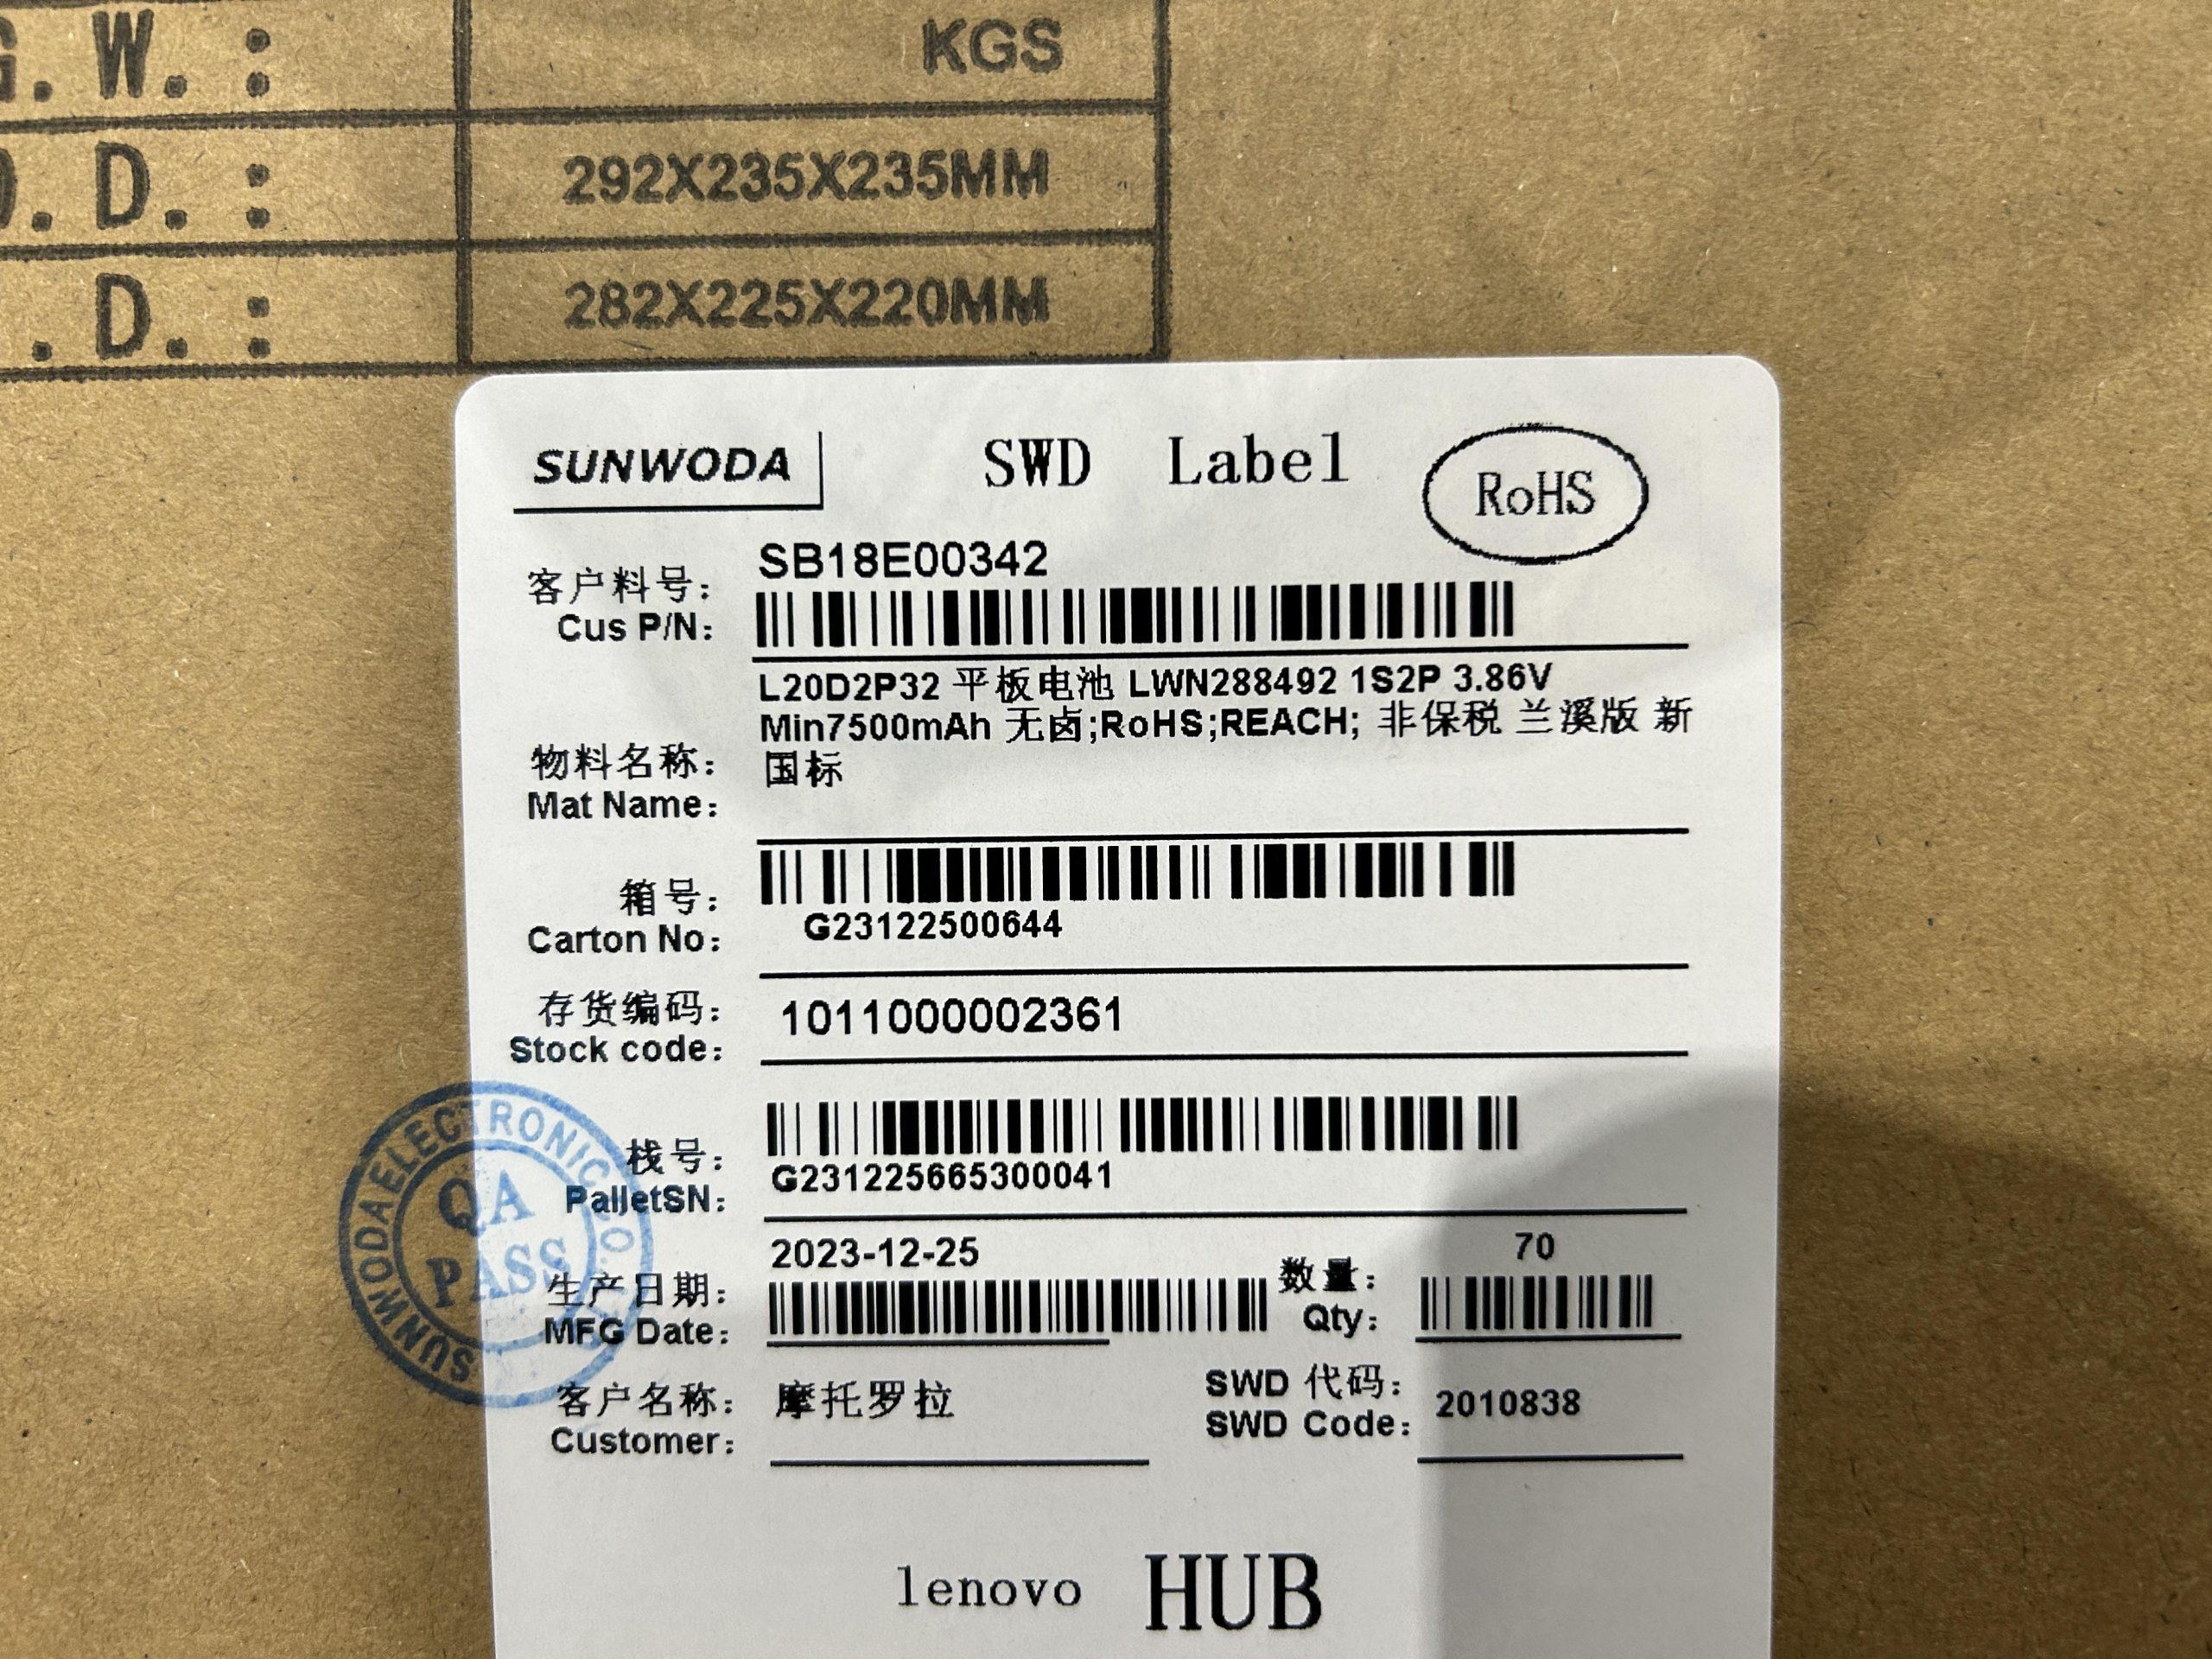 G. W. : KGS
O. D. : 292X235X235MM
. D. : 282X225X220MM
SUNWODA SWD Label RoHS
客户料号: SB18E00342
Cus P/N:
L20D2P32 平板电池 LWN288492 1S2P 3.86V
Min7500mAh 无卤;RoHS;REACH; 非保税 兰溪版 新
国标
物料名称:
Mat Name:
箱号:
Carton No: G23122500644
存货编码: 1011000002361
Stock code:
栈号:
PalletSN: G231225665300041
2023-12-25 70
生产日期: 数量:
MFG Date: Qty:
客户名称: 摩托罗拉 SWD 代码: 2010838
Customer: SWD Code:
SUNWODA ELECTRONIC CO.
QA
PASS
lenovo HUB